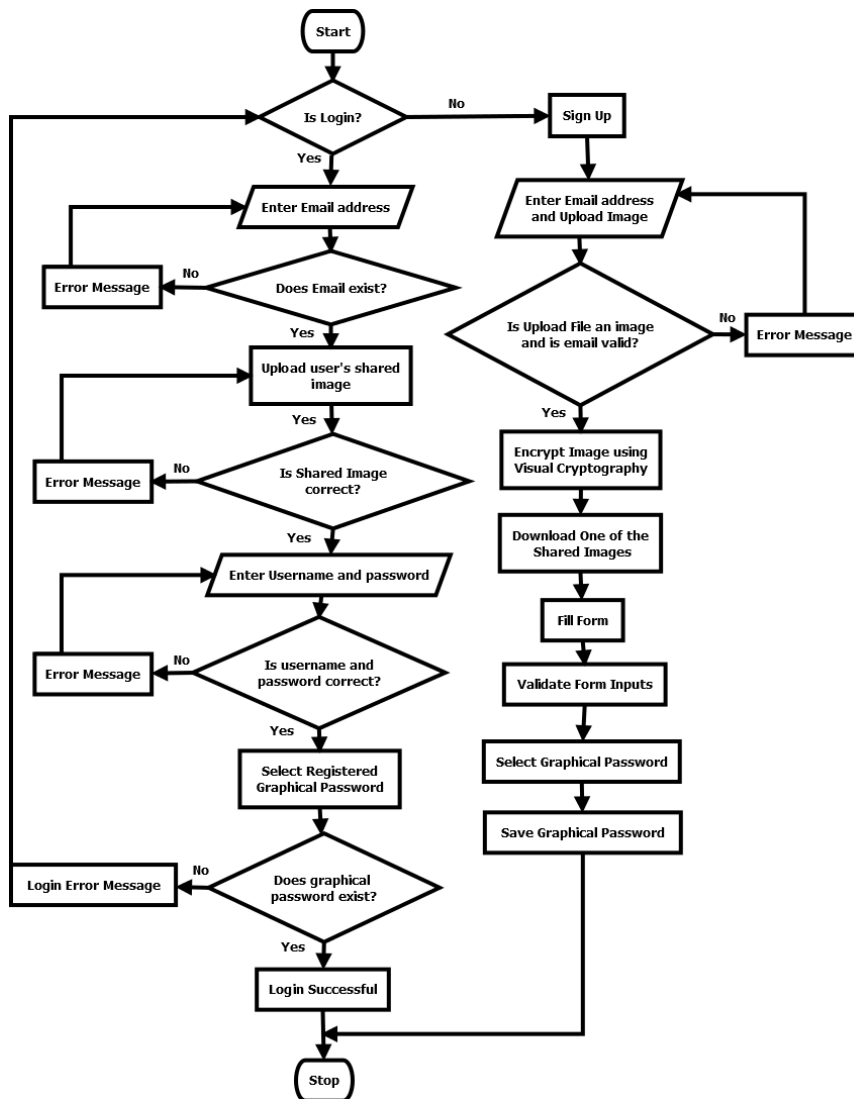 Start
Is Login?
No
Sign Up
Yes
Enter Email address
Enter Email address
and Upload Image
Error Message
No
Does Email exist?
Yes
Is Upload File an image
and is email valid?
No
Error Message
Upload user's shared
image
Yes
Yes
Encrypt Image using
Visual Cryptography
Error Message
No
Is Shared Image
correct?
Yes
Download One of the
Shared Images
Enter Username and password
Fill Form
Error Message
No
Is username and
password correct?
Yes
Validate Form Inputs
Select Registered
Graphical Password
Select Graphical Password
Save Graphical Password
Login Error Message
No
Does graphical
password exist?
Yes
Login Successful
Stop